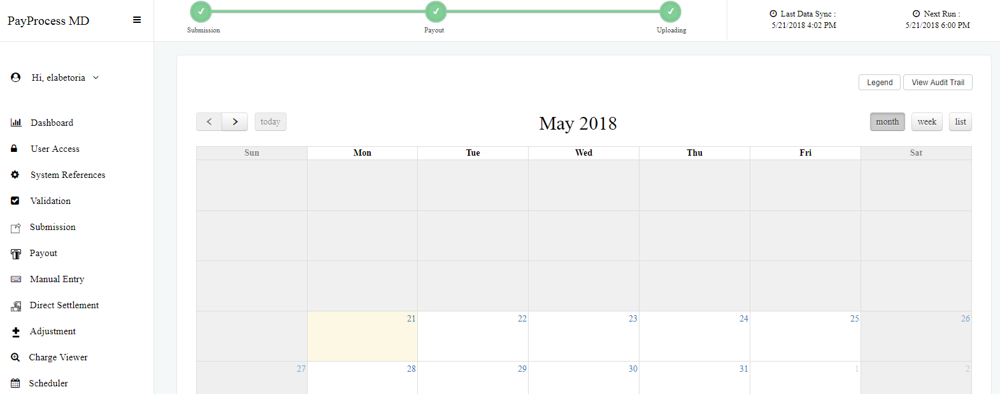 PayProcess MD
Submission
Payout
Uploading
Last Data Sync :
5/21/2018 4:02 PM
Next Run :
5/21/2018 6:00 PM
Hi, elabetoria
Dashboard
User Access
System References
Validation
Submission
Payout
Manual Entry
Direct Settlement
Adjustment
Charge Viewer
Scheduler
Legend
View Audit Trail
today
May 2018
month
week
list
Sun Mon Tue Wed Thu Fri Sat
21 22 23 24 25 26
27 28 29 30 31 1 2